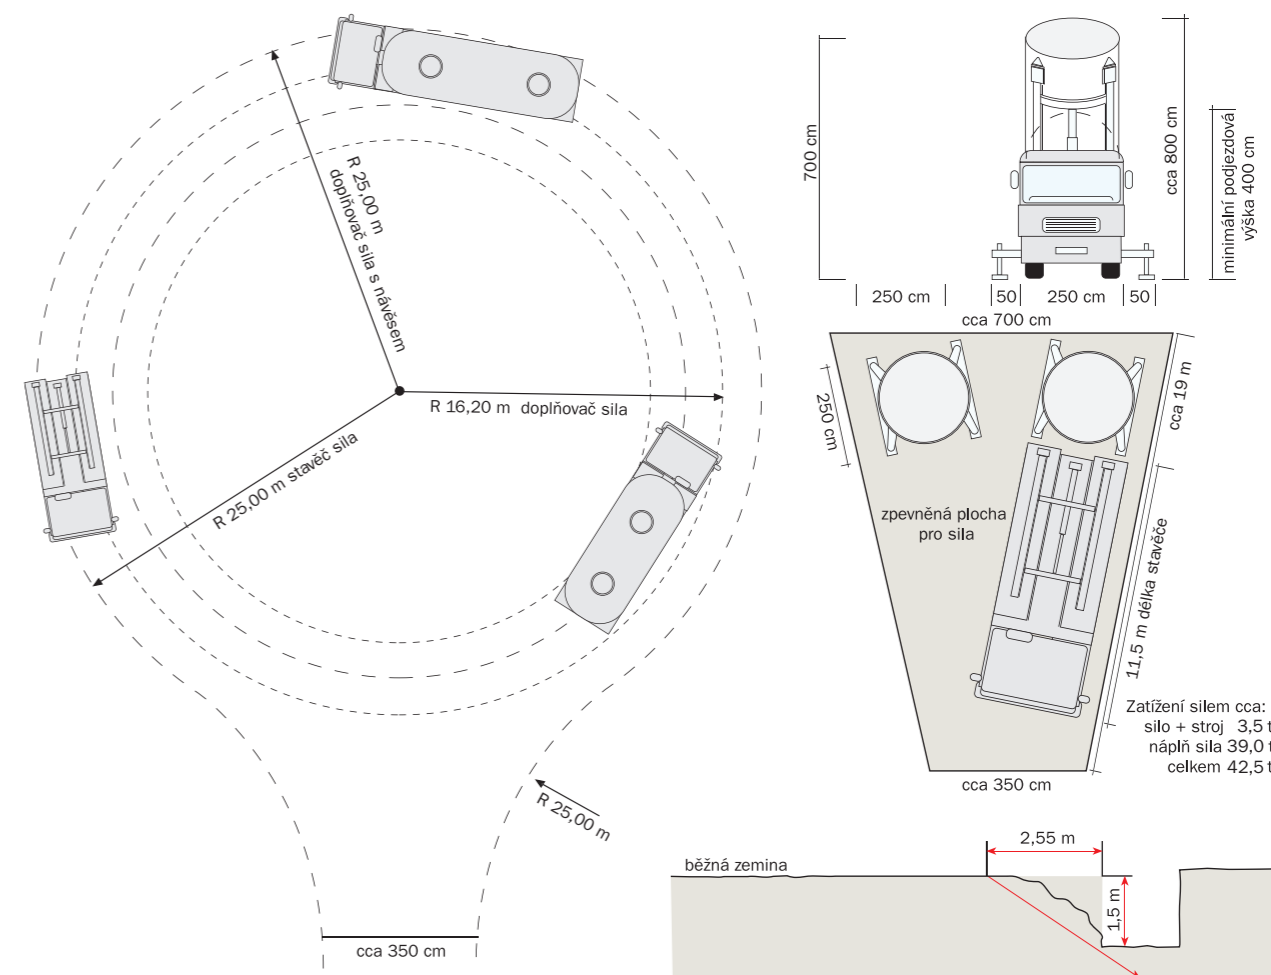 R 25,00 m
doplňovač sila s návěsem
R 16,20 m doplňovač sila
R 25,00 m stavěč sila
R 25,00 m
cca 350 cm
700 cm
cca 800 cm
minimální podjezdová
výška 400 cm
250 cm
50
250 cm
50
cca 700 cm
250 cm
cca 19 m
zpevněná plocha
pro sila
11,5 m délka stavěče
Zatížení silem cca:
silo + stroj 3,5 t
náplň sila 39,0 t
celkem 42,5 t
cca 350 cm
běžná zemina
2,55 m
1,5 m